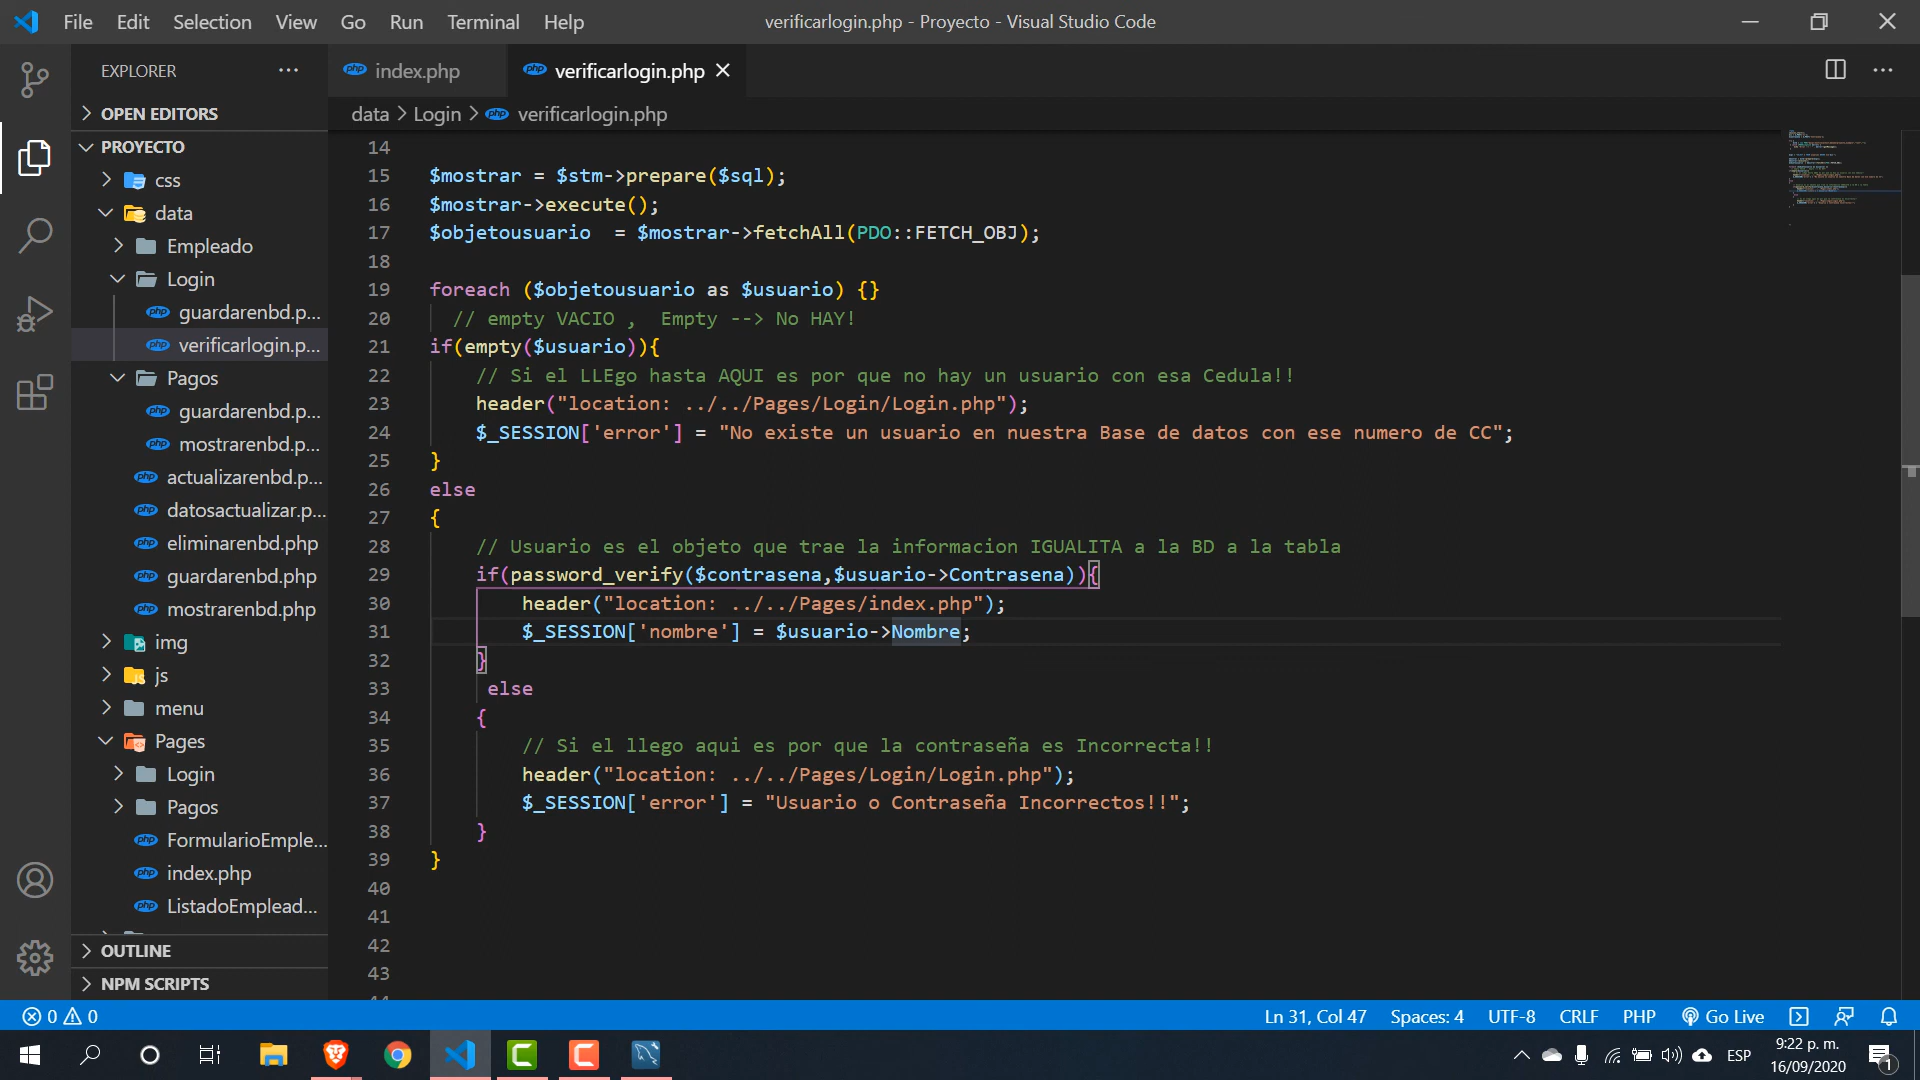 File Edit Selection View Go Run Terminal Help
verificarlogin.php - Proyecto - Visual Studio Code
EXPLORER
index.php
verificarlogin.php
OPEN EDITORS
data > Login > verificarlogin.php
PROYECTO
css
data
Empleado
Login
guardarenbd.p...
verificarlogin.p...
Pagos
guardarenbd.p...
mostrarenbd.p...
actualizarenbd.p...
datosactualizar.p...
eliminarenbd.php
guardarenbd.php
mostrarenbd.php
img
js
menu
Pages
Login
Pagos
FormularioEmple...
index.php
ListadoEmplead...
OUTLINE
NPM SCRIPTS
14
15 $mostrar = $stm->prepare($sql);
16 $mostrar->execute();
17 $objetousuario  = $mostrar->fetchAll(PDO::FETCH_OBJ);
18
19 foreach ($objetousuario as $usuario) {}
20 // empty VACIO ,  Empty --> No HAY!
21 if(empty($usuario)){
22 // Si el LLEgo hasta AQUI es por que no hay un usuario con esa Cedula!!
23 header("location: ../../Pages/Login/Login.php");
24 $_SESSION['error'] = "No existe un usuario en nuestra Base de datos con ese numero de CC";
25 }
26 else
27 {
28 // Usuario es el objeto que trae la informacion IGUALITA a la BD a la tabla
29 if(password_verify($contrasena,$usuario->Contrasena)){
30 header("location: ../../Pages/index.php");
31 $_SESSION['nombre'] = $usuario->Nombre;
32 }
33 else
34 {
35 // Si el llego aqui es por que la contraseña es Incorrecta!!
36 header("location: ../../Pages/Login/Login.php");
37 $_SESSION['error'] = "Usuario o Contraseña Incorrectos!!";
38 }
39 }
40
41
42
43
0 0
Ln 31, Col 47 Spaces: 4 UTF-8 CRLF PHP Go Live
ESP
9:22 p. m.
16/09/2020
1